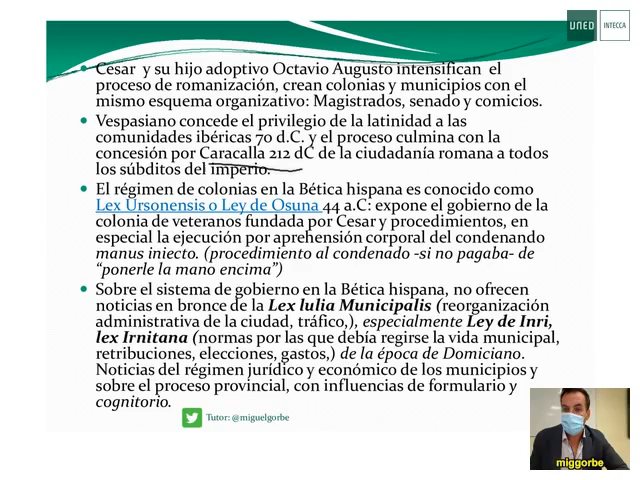 UNED
INTECCA
Cesar y su hijo adoptivo Octavio Augusto intensifican el
proceso de romanización, crean colonias y municipios con el
mismo esquema organizativo: Magistrados, senado y comicios.
Vespasiano concede el privilegio de la latinidad a las
comunidades ibéricas 70 d.C. y el proceso culmina con la
concesión por Caracalla 212 dC de la ciudadanía romana a todos
los súbditos del imperio.
El régimen de colonias en la Bética hispana es conocido como
Lex Ursonensis o Ley de Osuna 44 a.C: expone el gobierno de la
colonia de veteranos fundada por Cesar y procedimientos, en
especial la ejecución por aprehensión corporal del condenando
manus iniecto. (procedimiento al condenado -si no pagaba- de
"ponerle la mano encima")
Sobre el sistema de gobierno en la Bética hispana, no ofrecen
noticias en bronce de la Lex lulia Municipalis (reorganización
administrativa de la ciudad, tráfico,), especialmente Ley de Inri,
lex Irnitana (normas por las que debía regirse la vida municipal,
retribuciones, elecciones, gastos,) de la época de Domiciano.
Noticias del régimen jurídico y económico de los municipios y
sobre el proceso provincial, con influencias de formulario y
cognitorio.
Tutor: @miguelgorbe
miggorbe